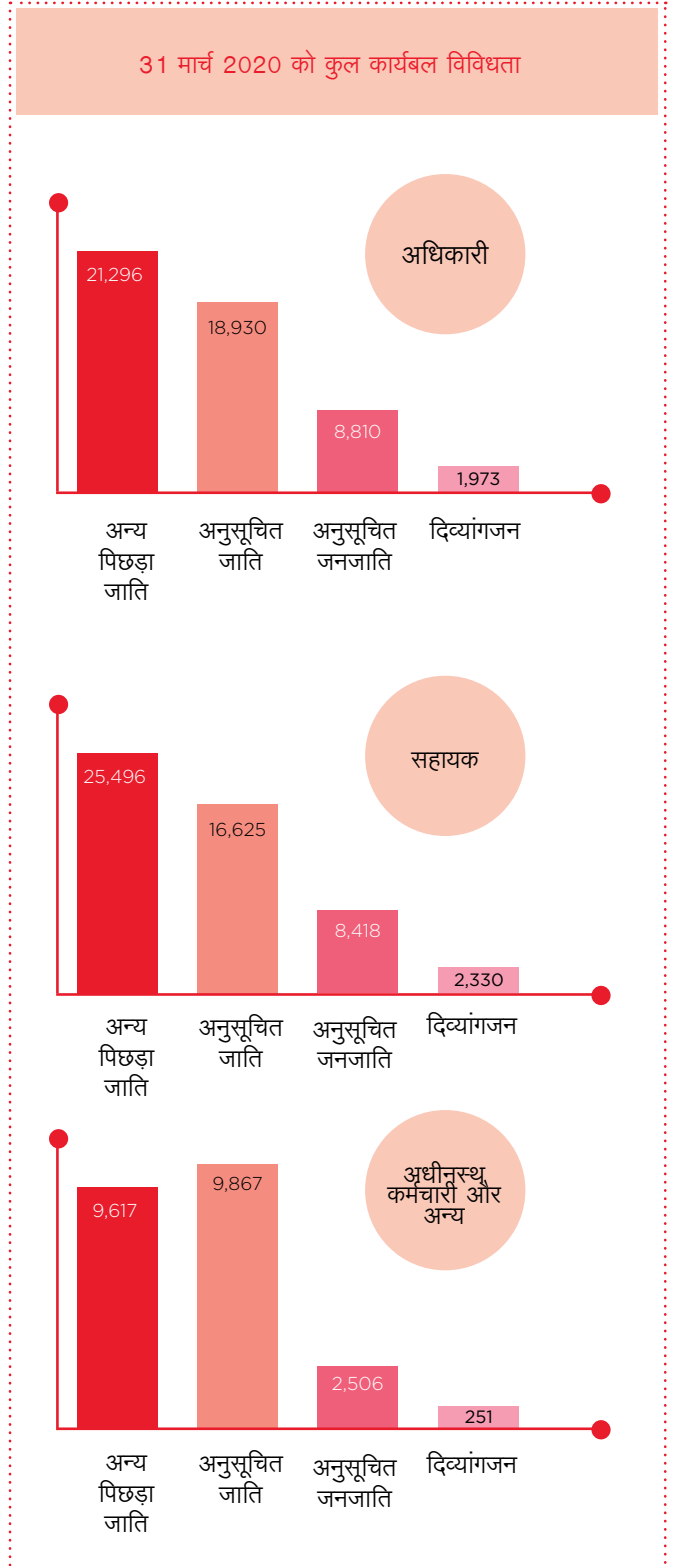 31 मार्च 2020 को कुल कार्यबल विविधता
अधिकारी
21,296
18,930
8,810
1,973
अन्य
पिछड़ा
जाति
अनुसूचित
जाति
अनुसूचित
जनजाति
दिव्यांगजन
सहायक
25,496
16,625
8,418
2,330
अन्य
पिछड़ा
जाति
अनुसूचित
जाति
अनुसूचित
जनजाति
दिव्यांगजन
अधीनस्थ
कर्मचारी और
अन्य
9,617
9,867
2,506
251
अन्य
पिछड़ा
जाति
अनुसूचित
जाति
अनुसूचित
जनजाति
दिव्यांगजन